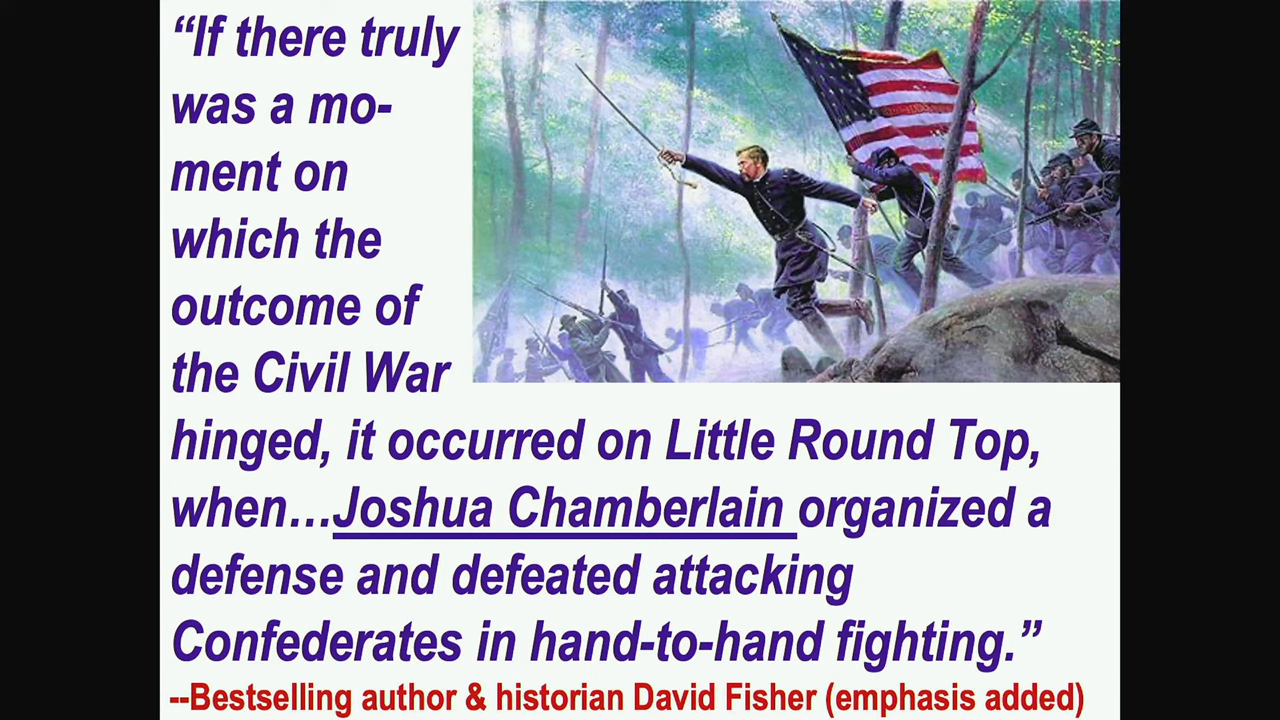 “If there truly
was a mo-
ment on
which the
outcome of
the Civil War
hinged, it occurred on Little Round Top,
when…Joshua Chamberlain organized a
defense and defeated attacking
Confederates in hand-to-hand fighting.”
--Bestselling author & historian David Fisher (emphasis added)